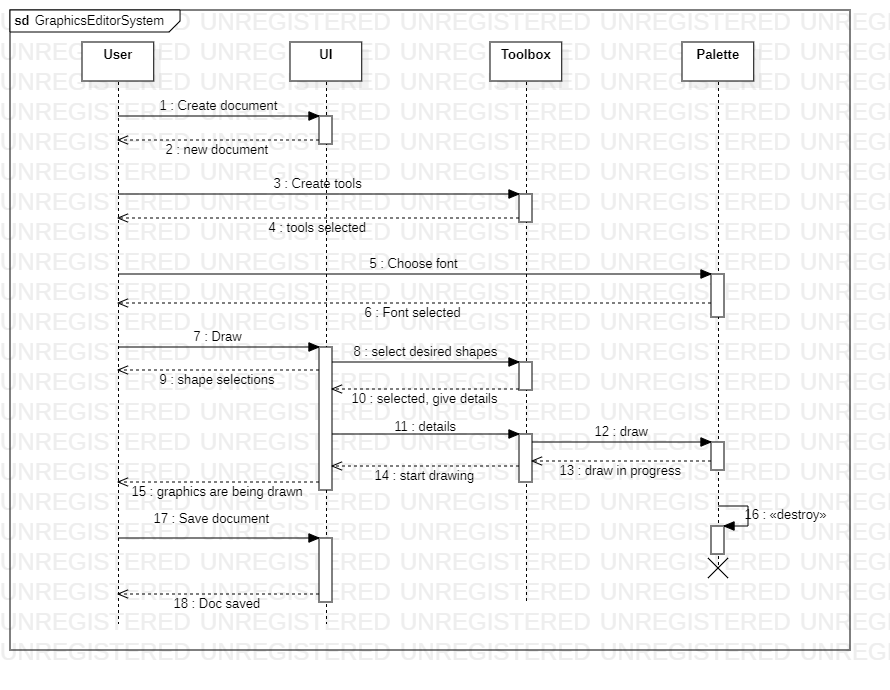 sd GraphicsEditorSystem
User
UI
Toolbox
Palette
1 : Create document
2 : new document
3 : Create tools
4 : tools selected
5 : Choose font
6 : Font selected
7 : Draw
8 : select desired shapes
9 : shape selections
10 : selected, give details
11 : details
12 : draw
13 : draw in progress
14 : start drawing
15 : graphics are being drawn
16 : «destroy»
17 : Save document
18 : Doc saved
UNREGISTERED